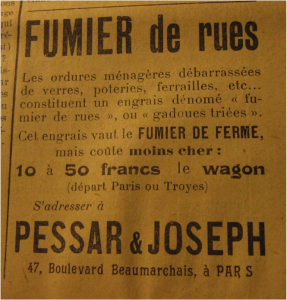 FUMIER de rues
Les ordures ménagères débarrassées
de verres, poteries, ferrailles, etc...
constituent un engrais dénomé « fu-
mier de rues », ou « gadoues triées ».
Cet engrais vaut le FUMIER DE FERME,
mais coûte moins cher :
10 à 50 francs le wagon
(départ Paris ou Troyes)
S'adresser à
PESSAR & JOSEPH
47, Boulevard Beaumarchais, à PAR S